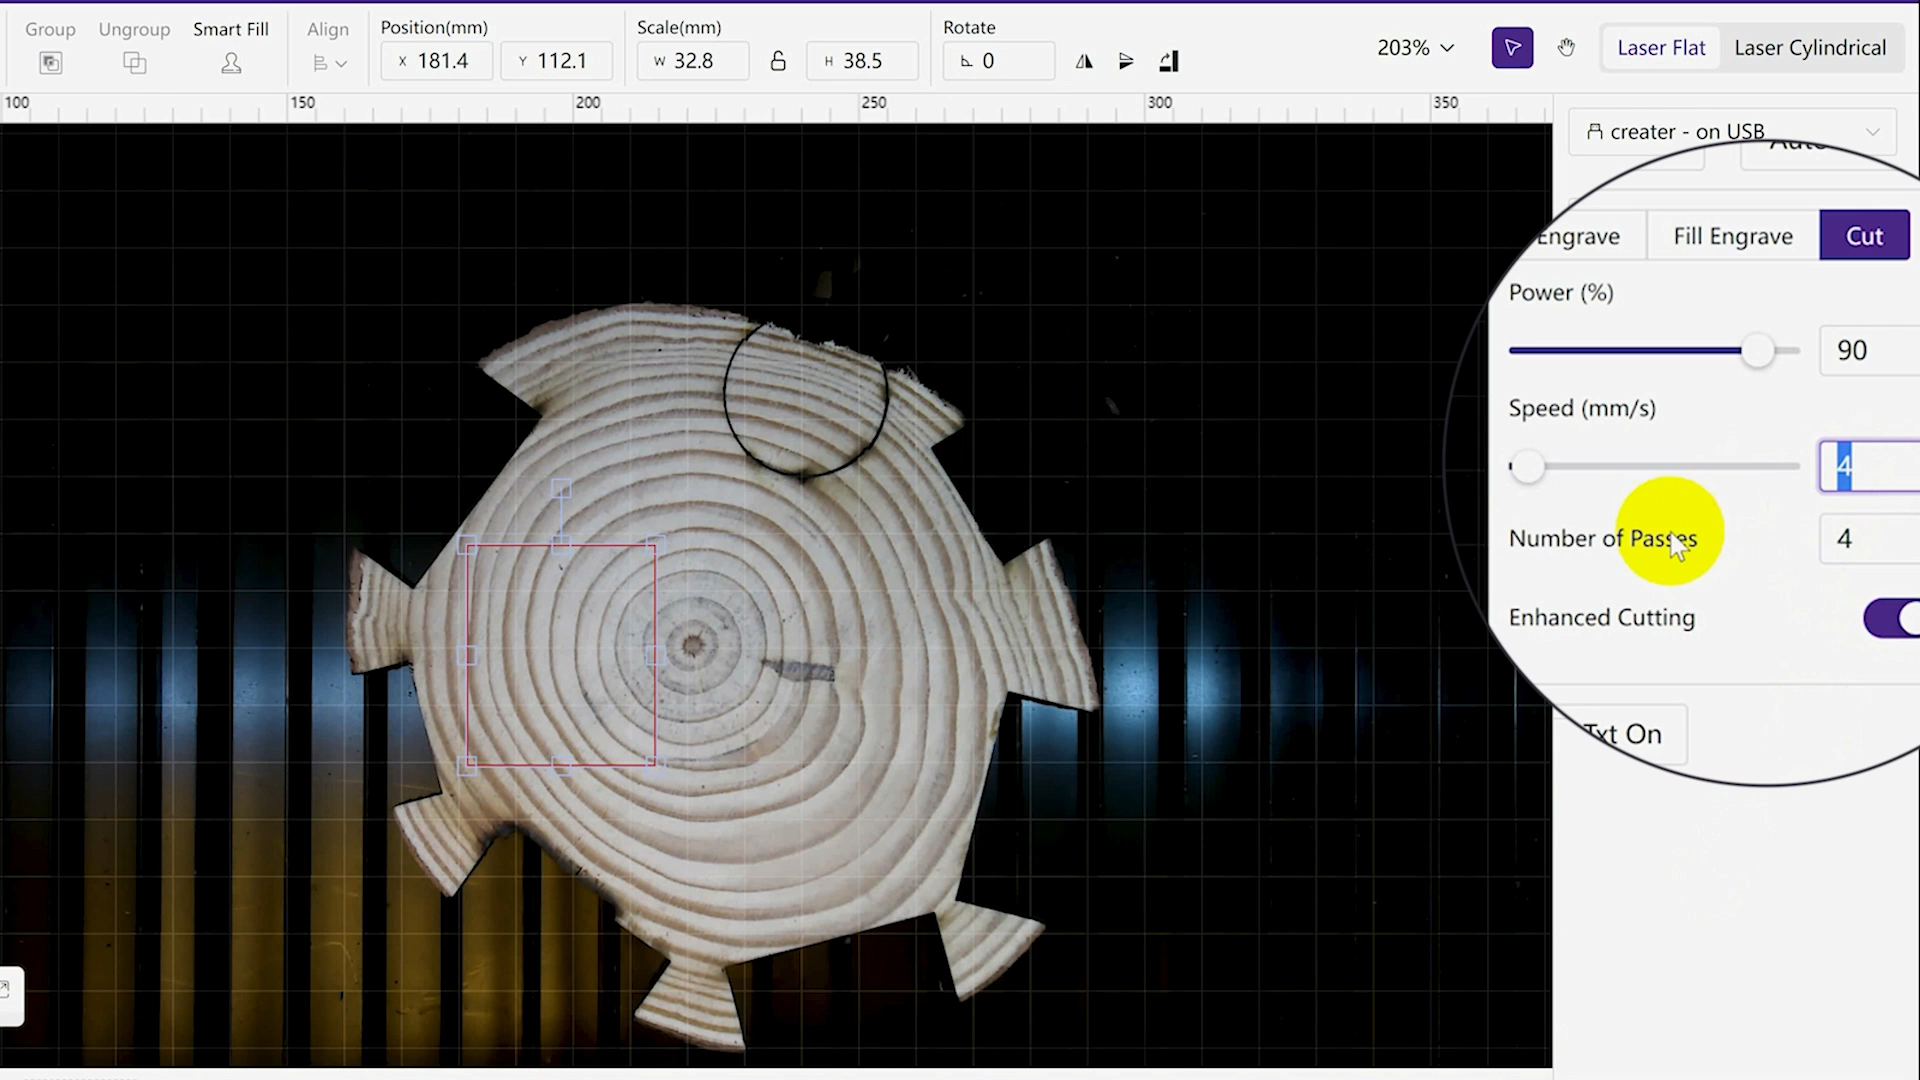 Group
Ungroup
Smart Fill
Align
Position(mm)
X 181.4
Y 112.1
Scale(mm)
W 32.8
H 38.5
Rotate
0
203%
Laser Flat
Laser Cylindrical
100
150
200
250
300
350
creater - on USB
Auto
Engrave
Fill Engrave
Cut
Power (%)
90
Speed (mm/s)
4
Number of Passes
4
Enhanced Cutting
Txt On